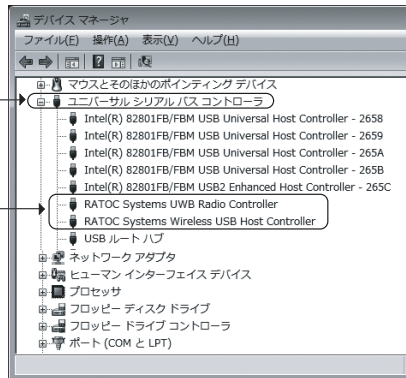 デバイス マネージャ
ファイル(F) 操作(A) 表示(V) ヘルプ(H)
マウスとそのほかのポインティング デバイス
ユニバーサル シリアル バス コントローラ
Intel(R) 82801FB/FBM USB Universal Host Controller - 2658
Intel(R) 82801FB/FBM USB Universal Host Controller - 2659
Intel(R) 82801FB/FBM USB Universal Host Controller - 265A
Intel(R) 82801FB/FBM USB Universal Host Controller - 265B
Intel(R) 82801FB/FBM USB2 Enhanced Host Controller - 265C
RATOC Systems UWB Radio Controller
RATOC Systems Wireless USB Host Controller
USB ルート ハブ
ネットワーク アダプタ
ヒューマン インターフェイス デバイス
プロセッサ
フロッピー ディスク ドライブ
フロッピー ドライブ コントローラ
ポート (COM と LPT)